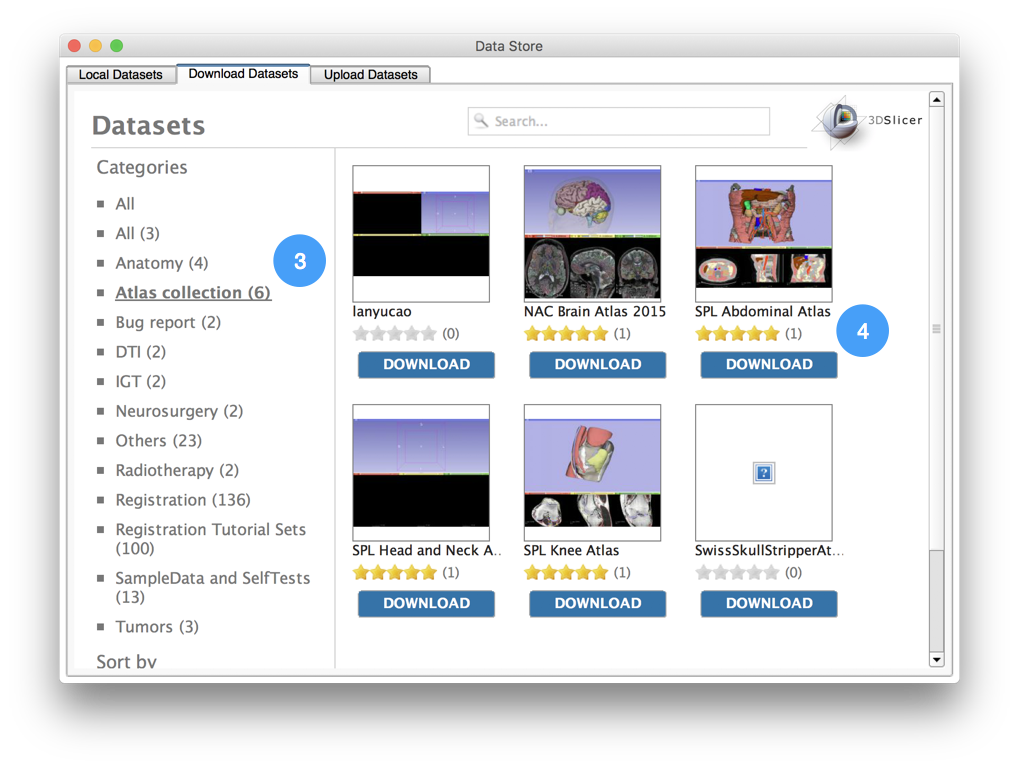 Data Store
Local Datasets
Download Datasets
Upload Datasets
Datasets
Search...
3DSlicer
Categories
All
All (3)
Anatomy (4)
3
Atlas collection (6)
Bug report (2)
DTI (2)
IGT (2)
Neurosurgery (2)
Others (23)
Radiotherapy (2)
Registration (136)
Registration Tutorial Sets
(100)
SampleData and SelfTests
(13)
Tumors (3)
Sort by
lanyucao
(0)
DOWNLOAD
NAC Brain Atlas 2015
(1)
DOWNLOAD
SPL Abdominal Atlas
(1)
4
DOWNLOAD
SPL Head and Neck A...
(1)
DOWNLOAD
SPL Knee Atlas
(1)
DOWNLOAD
?
SwissSkullStripperAt...
(0)
DOWNLOAD